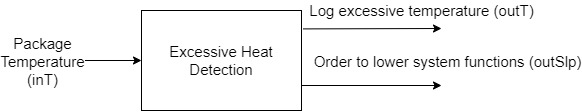 Log excessive temperature (outT)
Package
Temperature
(inT)
Excessive Heat
Detection
Order to lower system functions (outSlp)